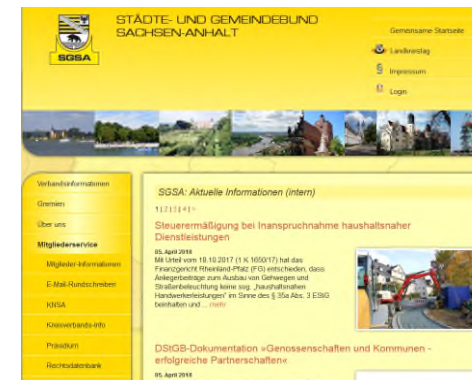 STÄDTE- UND GEMEINDEBUND
SACHSEN-ANHALT
SGSA
Gemeinsame Startseite
Landkreistag
Impressum
Login
Verbandsinformationen
Gremien
Über uns
Mitgliederservice
Mitglieder-Informationen
E-Mail-Rundschreiben
KNSA
Kreisverbands-Info
Präsidium
Rechtsdatenbank
SGSA: Aktuelle Informationen (intern)
1 | 2 | 3 | 4 | >
Steuerermäßigung bei Inanspruchnahme haushaltsnaher
Dienstleistungen
05. April 2018
Mit Urteil vom 18.10.2017 (1 K 1650/17) hat das
Finanzgericht Rheinland-Pfalz (FG) entschieden, dass
Anliegerbeiträge zum Ausbau von Gehwegen und
Straßenbeleuchtung keine sog. „haushaltsnahen
Handwerkerleistungen" im Sinne des § 35a Abs. 3 EStG
beinhalten und ... mehr
DStGB-Dokumentation »Genossenschaften und Kommunen -
erfolgreiche Partnerschaften«
05. April 2018